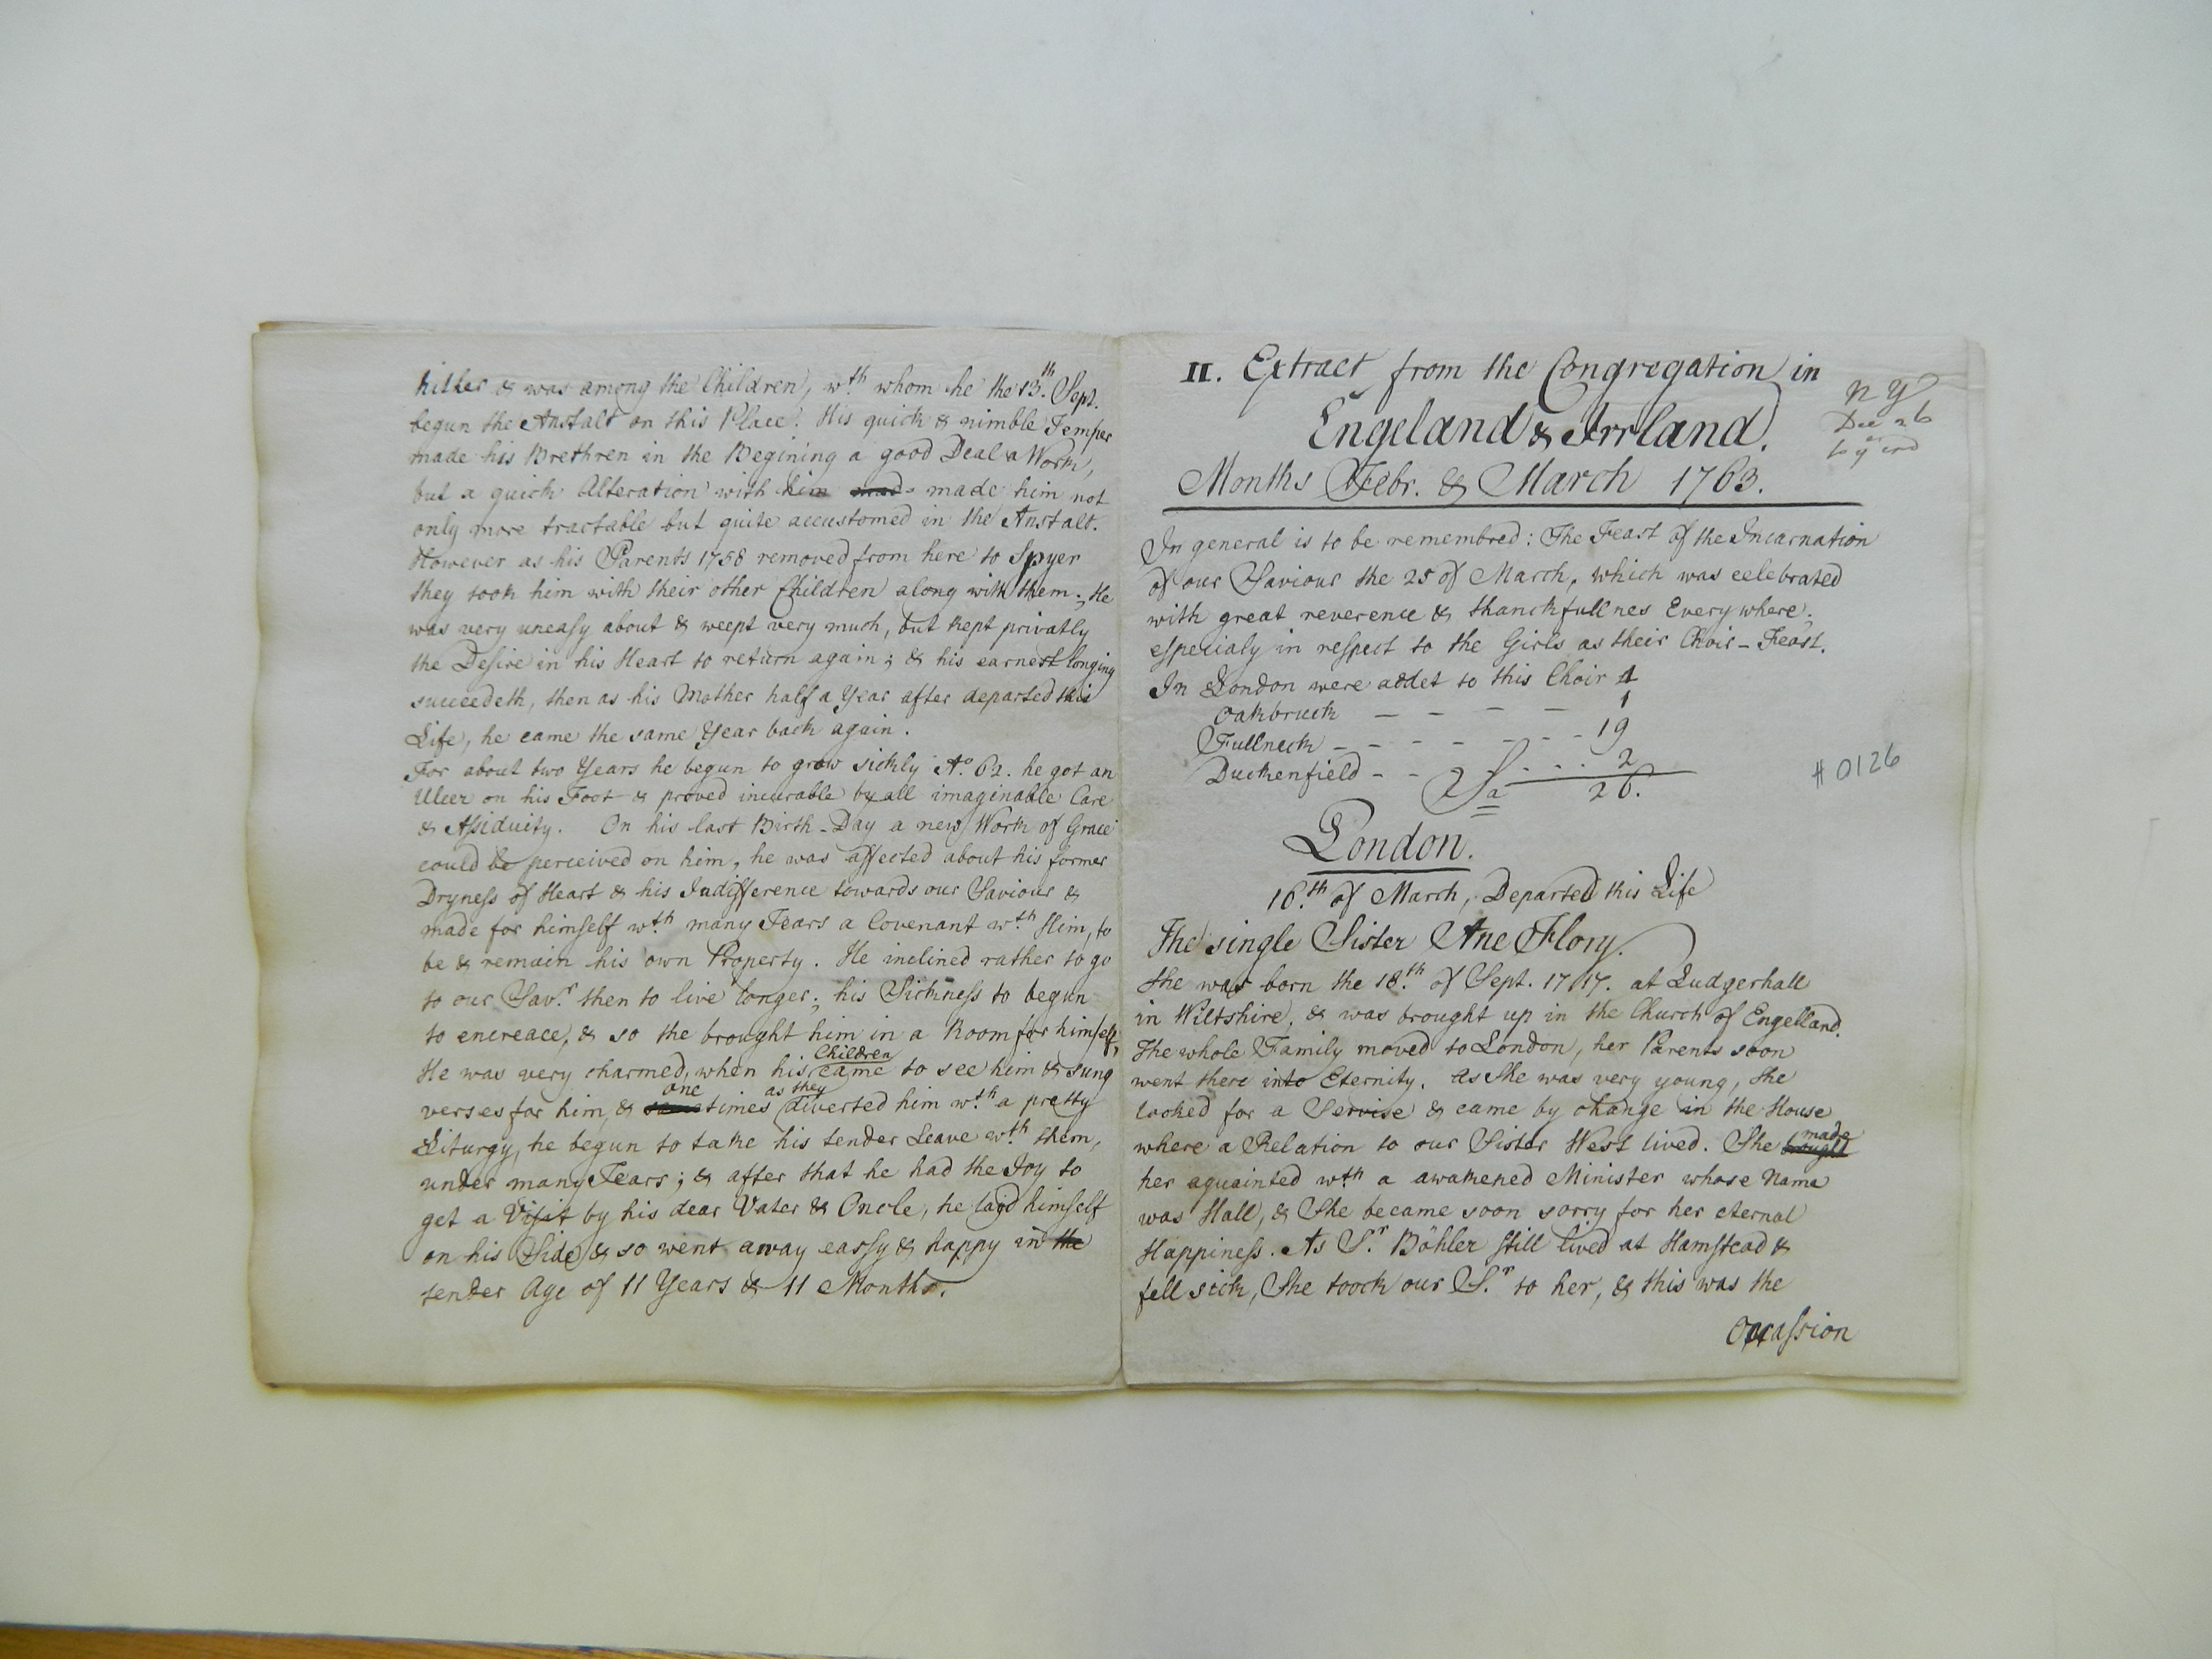 hitler & was among the Children, wth whom he the 13th Sept.
begun the Anstalt on this Place. His quick & nimble Temper
made his Brethren in the Begining a good Deal a Work,
but a quick Alteration with him made him not
only more tractable but quite accustomed in the Anstalt.
However as his Parents 1758 removed from here to Spyer
they took him with their other Children along with them; He
was very uneasy about & weept very much, but kept privatly
the Desire in his Heart to return again; & his earnest longing
succeedeth, then as his Mother half a Year after departed this
Life, he came the same Year back again.
For about two Years he begun to grow sickly Ao. 62. he got an
Ulcer on his Foot & proved incurable by all imaginable Care
& Assiduity. On his last Birth-Day a new Work of Grace
could be perceived on him, he was affected about his former
Dryness of Heart & his Indifference towards our Saviour &
made for himself wth many Tears a Covenant wth Him, to
be & remain his own Property. He inclined rather to go
to our Savr. then to live longer; his Sickness to begun
to encreace, & so the brought him in a Room for himself,
He was very charmed, when his Children came to see him & sung
verses for him, & one times as they diverted him wth a pretty
Liturgy, he begun to take his tender Leave wth them,
under many Tears; & after that he had the Joy to
get a Visit by his dear Vater & Oncle, he laid himself
on his Side & so went away eassy & happy in the
tender Age of 11 Years & 11 Months.
II. Extract from the Congregation in
Engeland & Irrland.
Months Febr. & March 1763.
N Y
Dec 26
In general is to be remembred: The Feast of the Incarnation
of our Saviour the 25 of March, which was celebrated
with great reverence & thanckfullnes Every where;
especialy in respect to the Girls as their Choir-Feast.
In London were addet to this Choir 4
Oakbruck - - - - 1
Fullneck - - - - - - 19
Duckenfield - - - - - 2
Sa 26.
#0126
London.
16th of March, Departed this Life
The single Sister Ane Flory.
She was born the 18th of Sept. 1717. at Ludgerhall
in Wiltshire, & was brought up in the Church of Engelland.
The whole Family moved to London, her Parents soon
went there into Eternity. As She was very young, she
looked for a Servise & came by change in the House
where a Relation to our Sister West lived. She made
her aquainted wth a awakened Minister whose Name
was Hall, & She became soon sorry for her eternal
Happiness. As Sr. Böhler still lived at Hamstead &
fell sick, She toock our Sr. to her, & this was the
Occassion